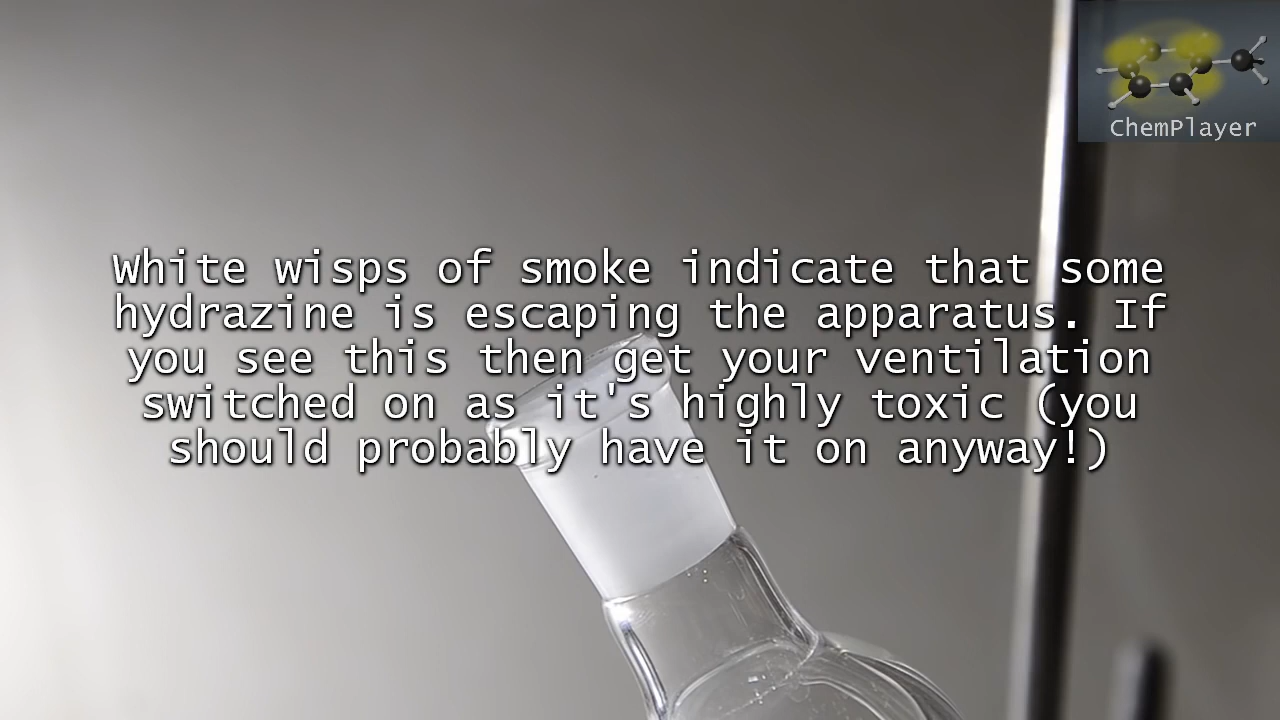 ChemPlayer
White wisps of smoke indicate that some
hydrazine is escaping the apparatus. If
you see this then get your ventilation
switched on as it's highly toxic (you
should probably have it on anyway!)